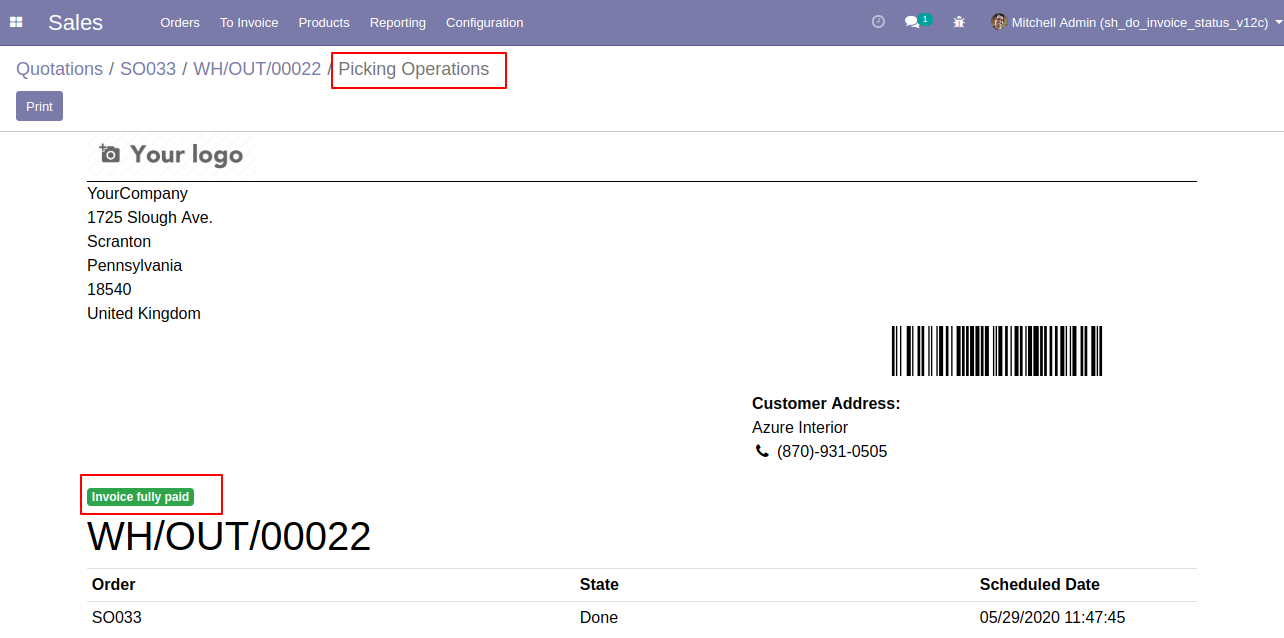 Sales Orders To Invoice Products Reporting Configuration 1 Mitchell Admin (sh_do_invoice_status_v12c)
Quotations / SO033 / WH/OUT/00022 / Picking Operations
Print
Your logo
YourCompany
1725 Slough Ave.
Scranton
Pennsylvania
18540
United Kingdom
Customer Address:
Azure Interior
(870)-931-0505
Invoice fully paid
WH/OUT/00022
Order State Scheduled Date
SO033 Done 05/29/2020 11:47:45